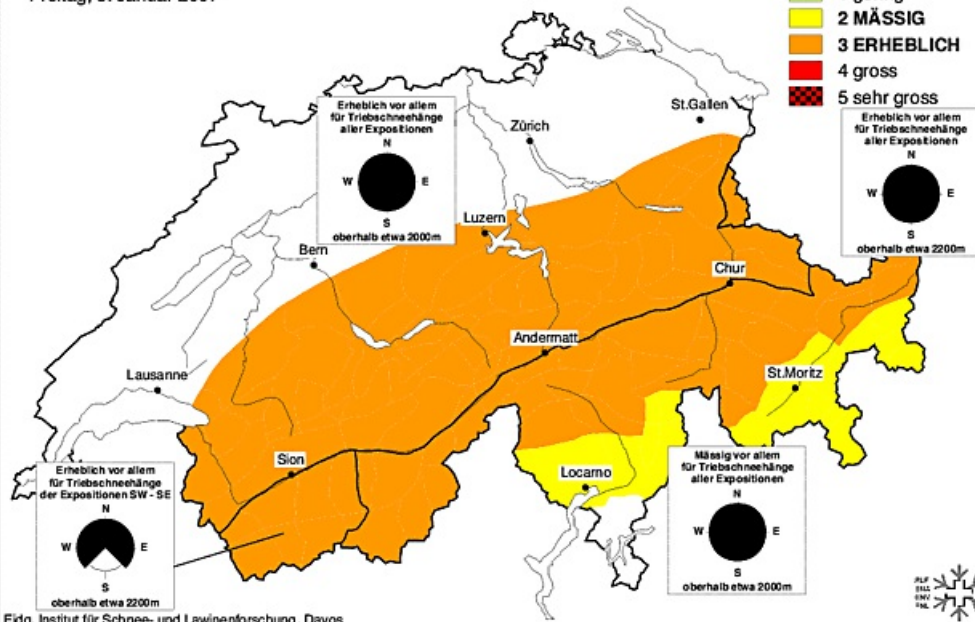 2 MÄSSIG
3 ERHEBLICH
4 gross
5 sehr gross
St.Gallen
Zürich
Erheblich vor allem
für Triebschneehänge
aller Expositionen
N
W E
S
oberhalb etwa 2000m
Erheblich vor allem
für Triebschneehänge
aller Expositionen
N
W E
S
oberhalb etwa 2200m
Luzern
Bern
Chur
Andermatt
St.Moritz
Lausanne
Sion
Locarno
Erheblich vor allem
für Triebschneehänge
der Expositionen SW - SE
N
W E
S
oberhalb etwa 2200m
Mässig vor allem
für Triebschneehänge
aller Expositionen
N
W E
S
oberhalb etwa 2000m
Eidg. Institut für Schnee- und Lawinenforschung, Davos